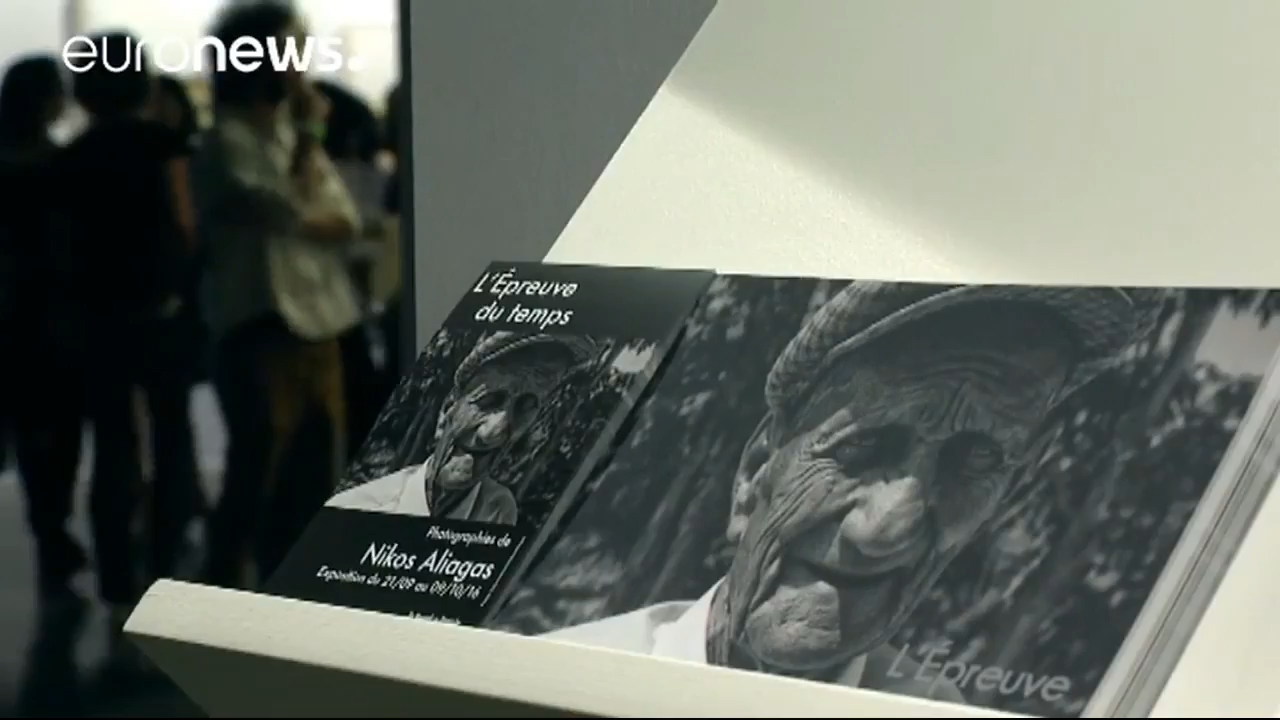 euronews.
L'Épreuve
du temps
Photographies de
Nikos Aliagas
Exposition du 21/09 au 09/10/16
L'Épreuve